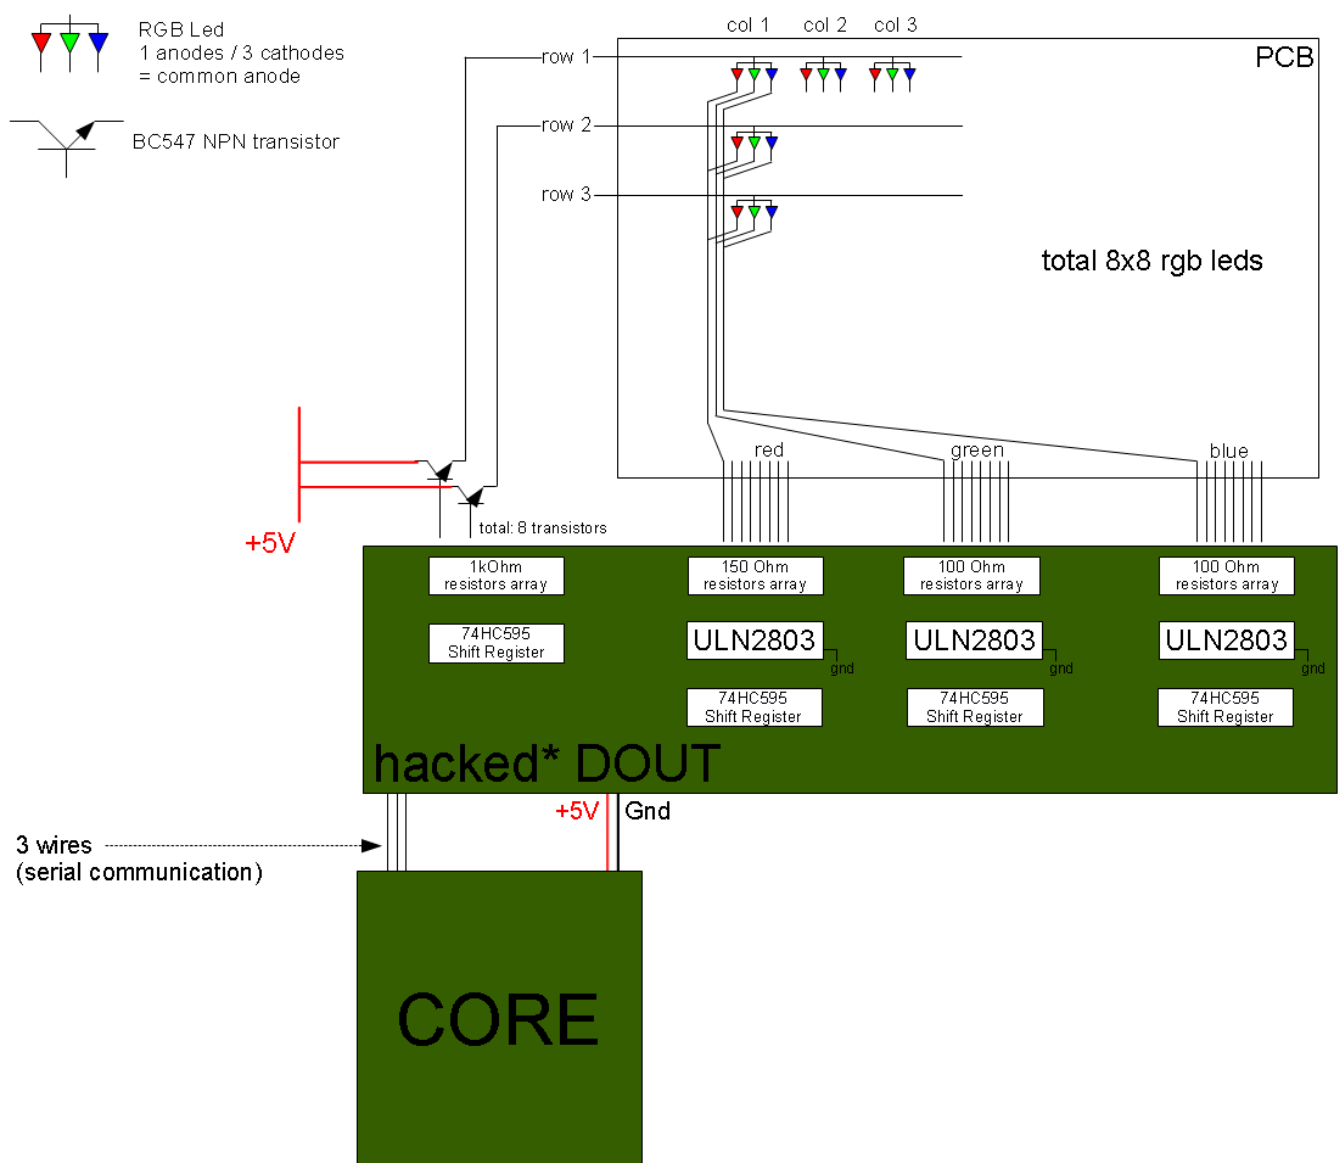 RGB Led
1 anodes / 3 cathodes
= common anode
BC547 NPN transistor
col 1 col 2 col 3
PCB
row 1
row 2
row 3
total 8x8 rgb leds
red green blue
+5V
total: 8 transistors
1kOhm
resistors array
150 Ohm
resistors array
100 Ohm
resistors array
100 Ohm
resistors array
74HC595
Shift Register
ULN2803
gnd
ULN2803
gnd
ULN2803
gnd
74HC595
Shift Register
74HC595
Shift Register
74HC595
Shift Register
hacked* DOUT
+5V Gnd
3 wires
(serial communication)
CORE